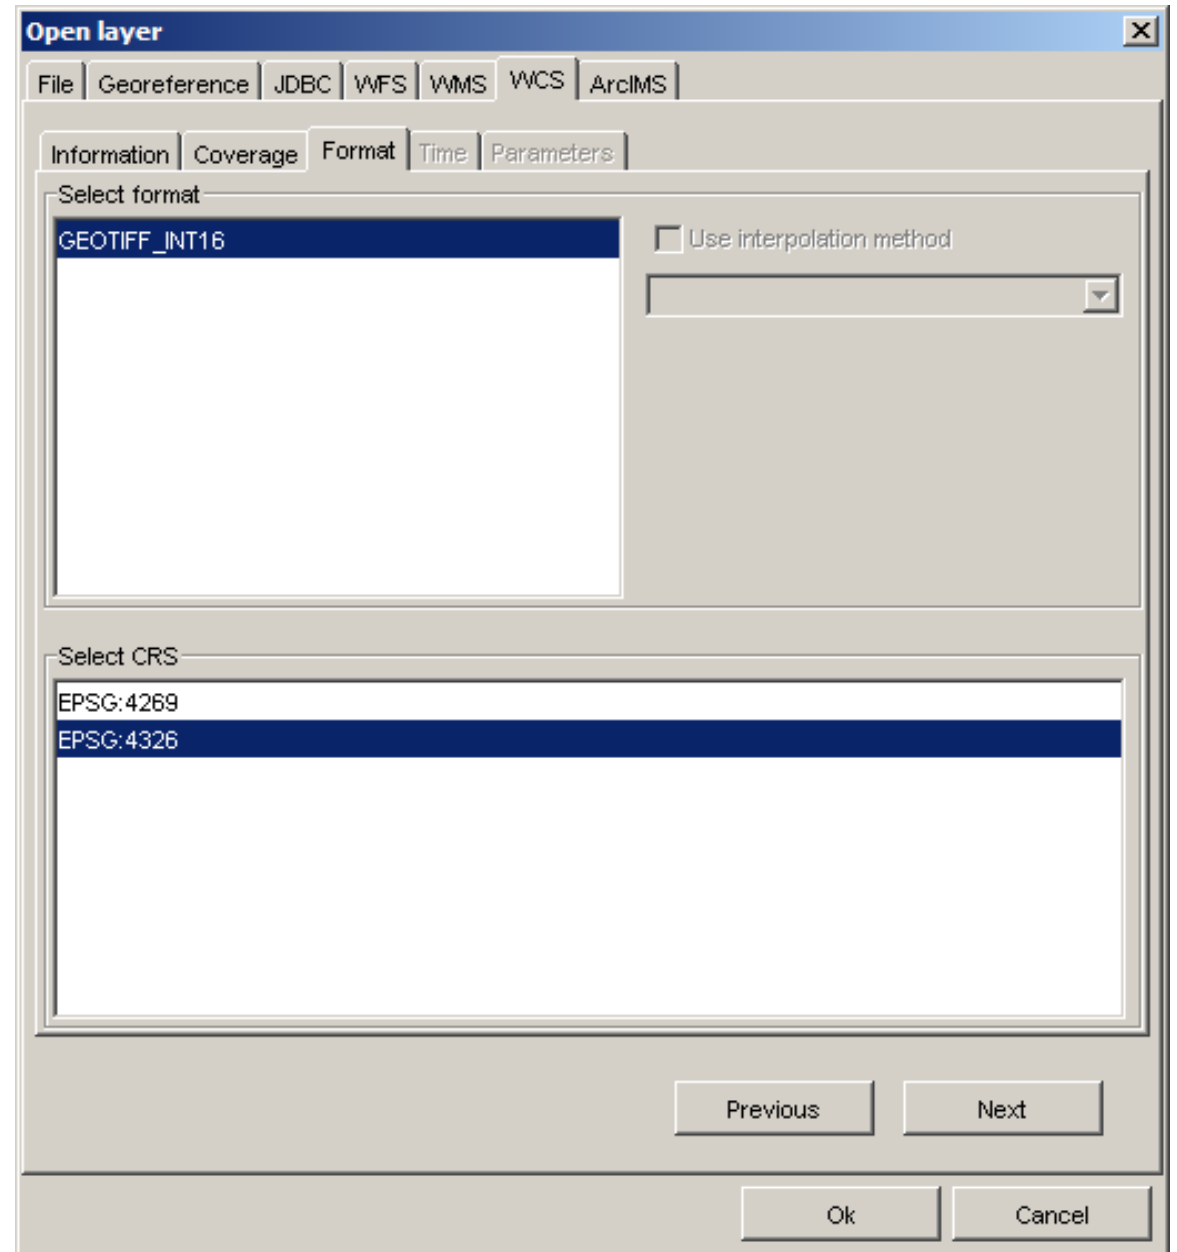 Open layer
File Georeference JDBC WFS WMS WCS ArcIMS
Information Coverage Format Time Parameters
Select format
GEOTIFF_INT16
Use interpolation method
Select CRS
EPSG:4269
EPSG:4326
Previous Next
Ok Cancel